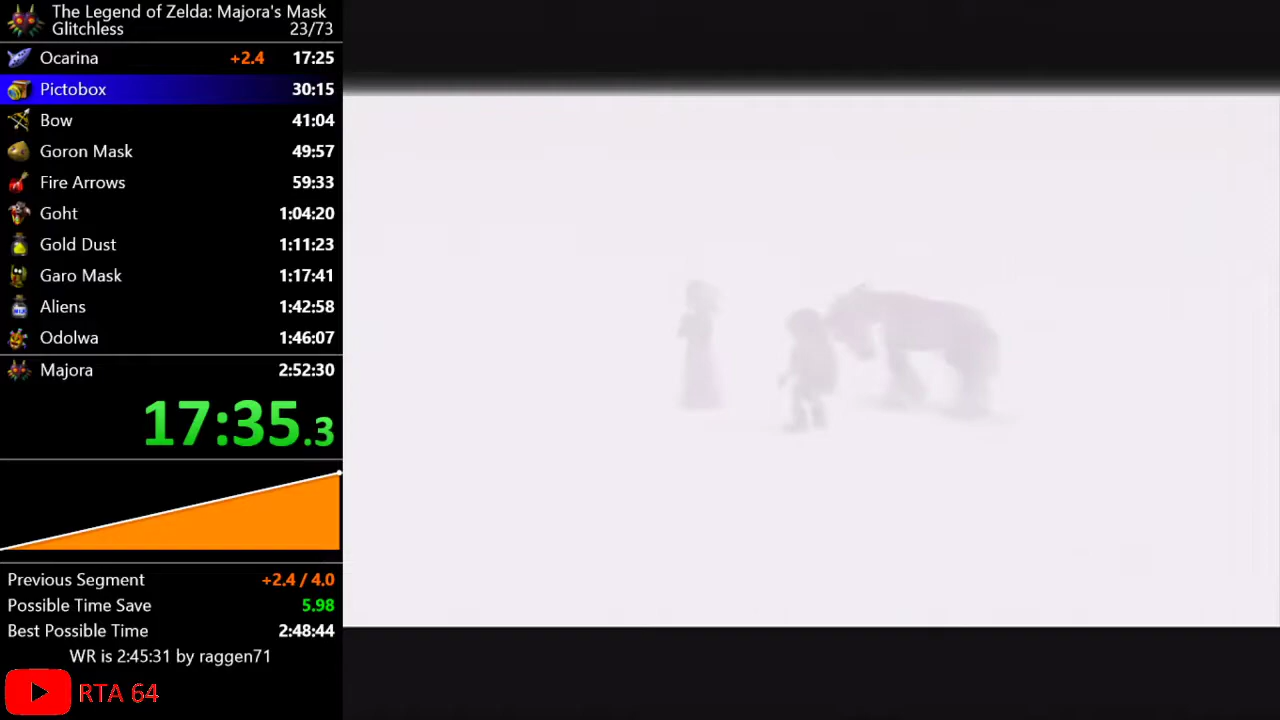 The Legend of Zelda: Majora's Mask
Glitchless 23/73
Ocarina +2.4 17:25
Pictobox 30:15
Bow 41:04
Goron Mask 49:57
Fire Arrows 59:33
Goht 1:04:20
Gold Dust 1:11:23
Garo Mask 1:17:41
Aliens 1:42:58
Odolwa 1:46:07
Majora 2:52:30
17:35.3
Previous Segment +2.4 / 4.0
Possible Time Save 5.98
Best Possible Time 2:48:44
WR is 2:45:31 by raggen71
RTA 64